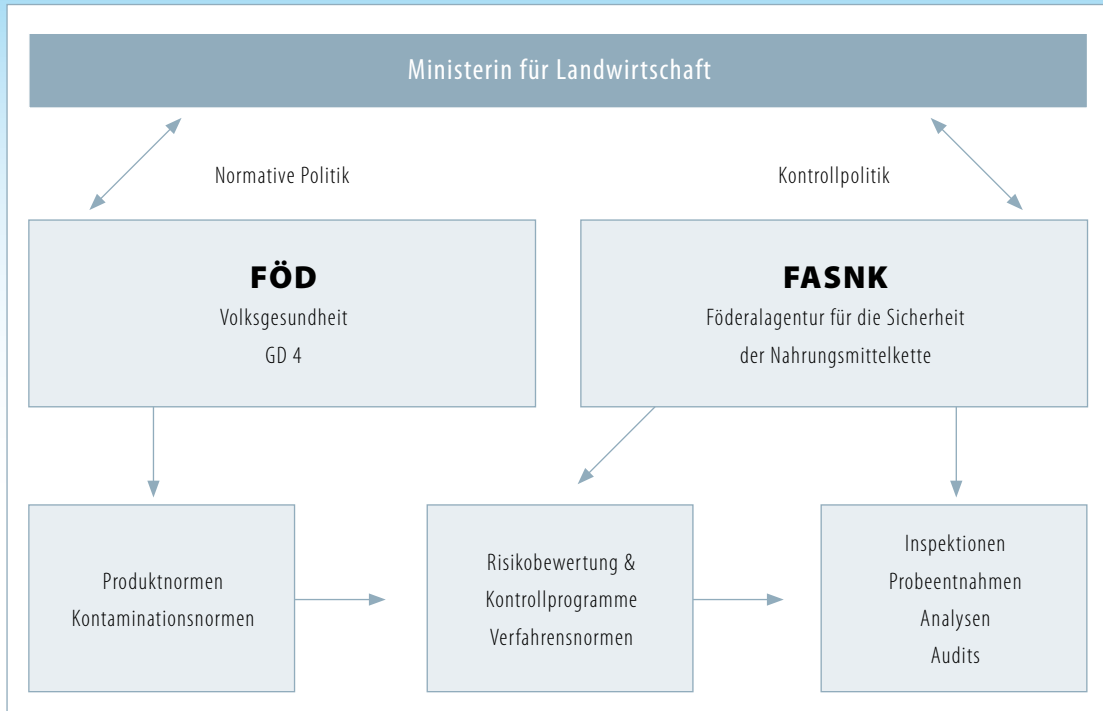 Ministerin für Landwirtschaft
Normative Politik
Kontrollpolitik
FÖD
Volksgesundheit
GD 4
FASNK
Föderalagentur für die Sicherheit
der Nahrungsmittelkette
Produktnormen
Kontaminationsnormen
Risikobewertung &
Kontrollprogramme
Verfahrensnormen
Inspektionen
Probeentnahmen
Analysen
Audits